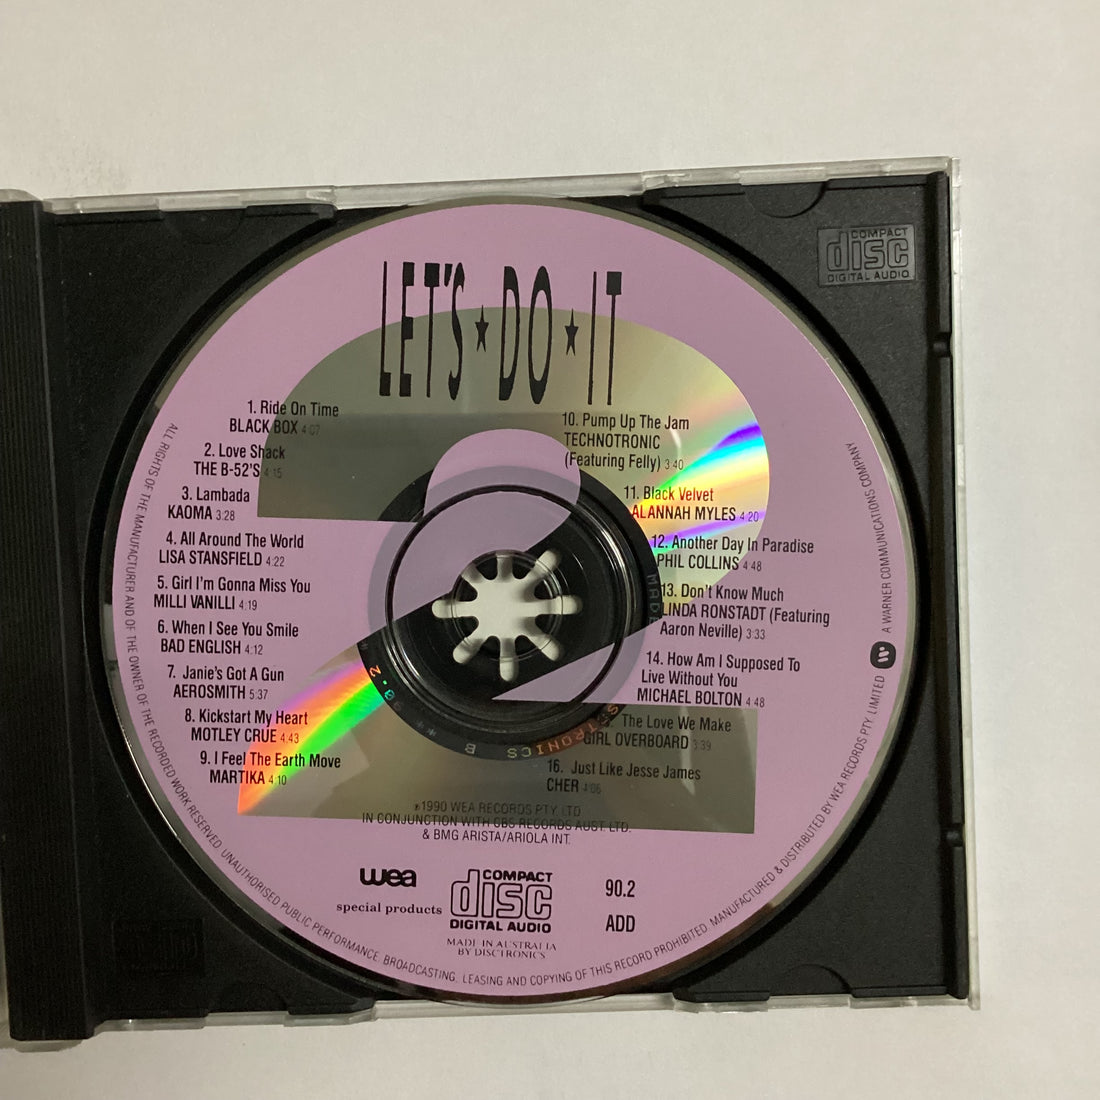 COMPACT
disc
DIGITAL AUDIO
LET'S★DO★IT
2
1. Ride On Time
BLACK BOX 4:07
2. Love Shack
THE B-52'S 4:15
3. Lambada
KAOMA 3:28
4. All Around The World
LISA STANSFIELD 4:22
5. Girl I'm Gonna Miss You
MILLI VANILLI 4:19
6. When I See You Smile
BAD ENGLISH 4:12
7. Janie's Got A Gun
AEROSMITH 5:37
8. Kickstart My Heart
MOTLEY CRUE 4:43
9. I Feel The Earth Move
MARTIKA 4:10
10. Pump Up The Jam
TECHNOTRONIC
(Featuring Felly) 3:40
11. Black Velvet
ALANNAH MYLES 4:20
12. Another Day In Paradise
PHIL COLLINS 4:48
13. Don't Know Much
LINDA RONSTADT (Featuring
Aaron Neville) 3:33
14. How Am I Supposed To
Live Without You
MICHAEL BOLTON 4:48
The Love We Make
GIRL OVERBOARD 3:39
16. Just Like Jesse James
CHER 4:06
℗1990 WEA RECORDS PTY. LTD.
IN CONJUNCTION WITH CBS RECORDS AUST. LTD.
& BMG ARISTA/ARIOLA INT.
wea
special products
COMPACT
disc
DIGITAL AUDIO
90.2
ADD
MADE IN AUSTRALIA
BY DISCTRONICS
ALL RIGHTS OF THE MANUFACTURER AND OF THE OWNER OF THE RECORDED WORK RESERVED. UNAUTHORISED PUBLIC PERFORMANCE, BROADCASTING, LEASING AND COPYING OF THIS RECORD PROHIBITED. MANUFACTURED & DISTRIBUTED BY WEA RECORDS PTY. LIMITED A WARNER COMMUNICATIONS COMPANY